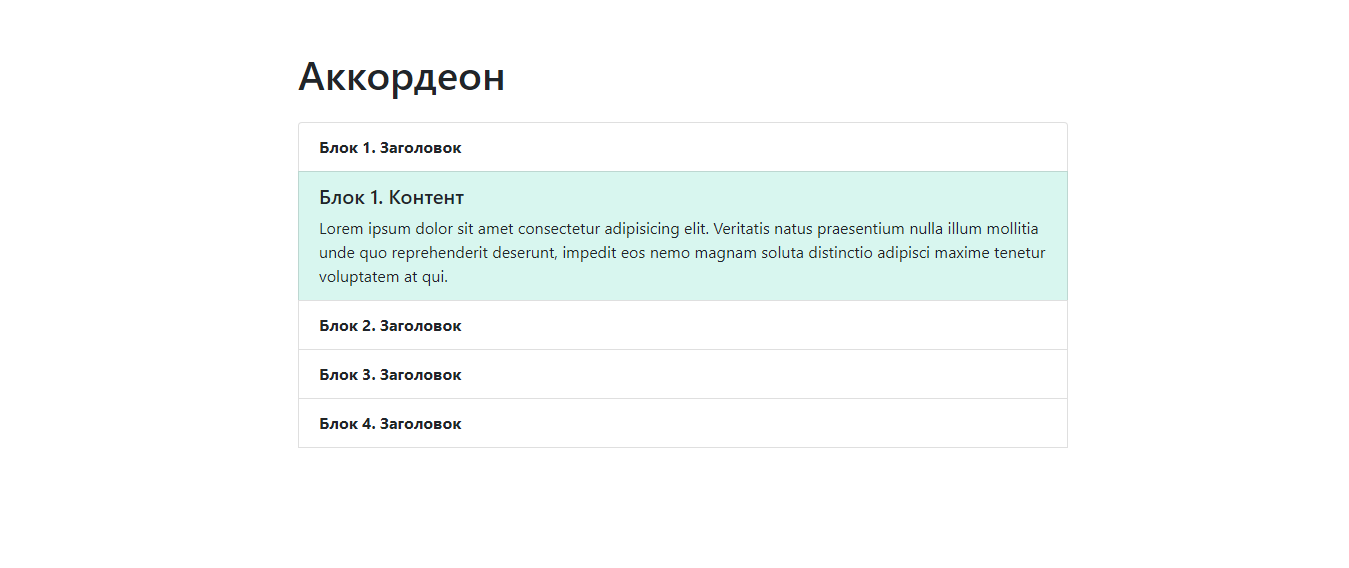 Аккордеон
Блок 1. Заголовок
Блок 1. Контент
Lorem ipsum dolor sit amet consectetur adipisicing elit. Veritatis natus praesentium nulla illum mollitia
unde quo reprehenderit deserunt, impedit eos nemo magnam soluta distinctio adipisci maxime tenetur
voluptatem at qui.
Блок 2. Заголовок
Блок 3. Заголовок
Блок 4. Заголовок